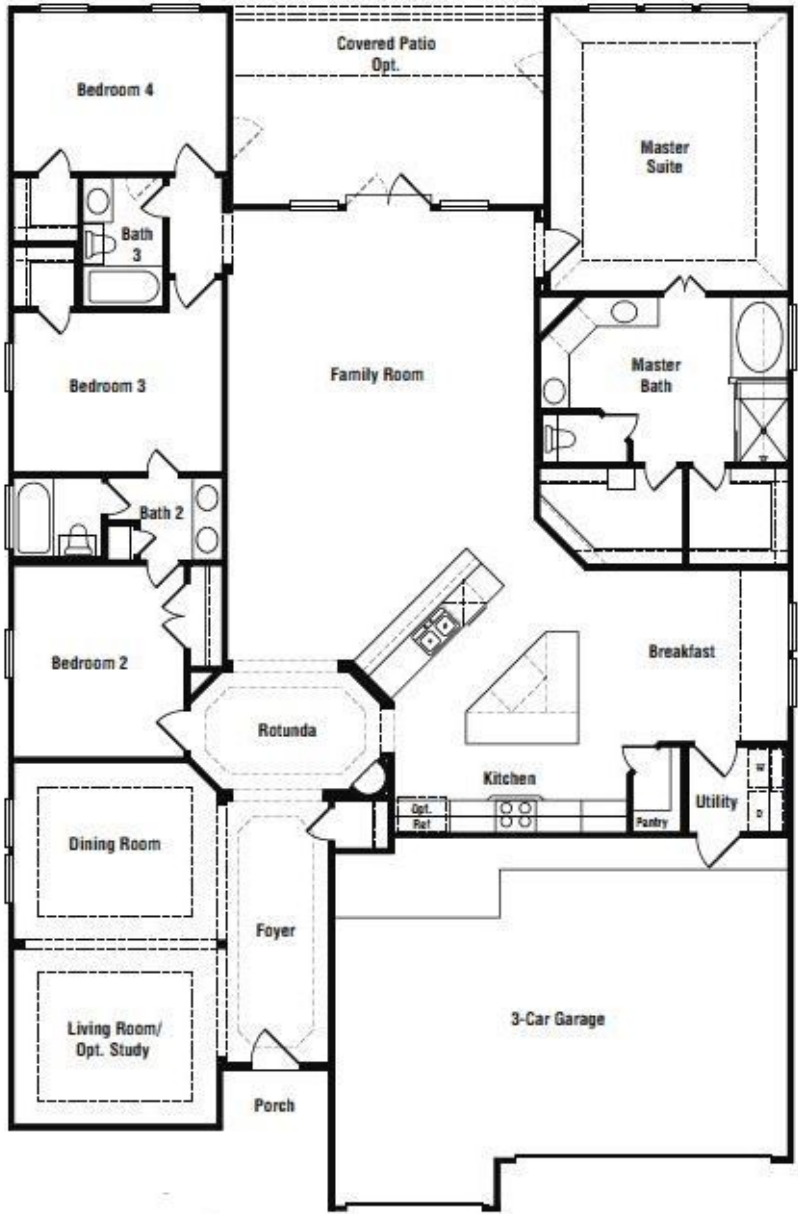 Covered Patio
Opt.
Bedroom 4
Master
Suite
Bath
3
Family Room
Bedroom 3
Master
Bath
Bath 2
Breakfast
Bedroom 2
Rotunda
Kitchen
Opt.
Ref
Pantry
Utility
D
Dining Room
Foyer
Living Room/
Opt. Study
3-Car Garage
Porch